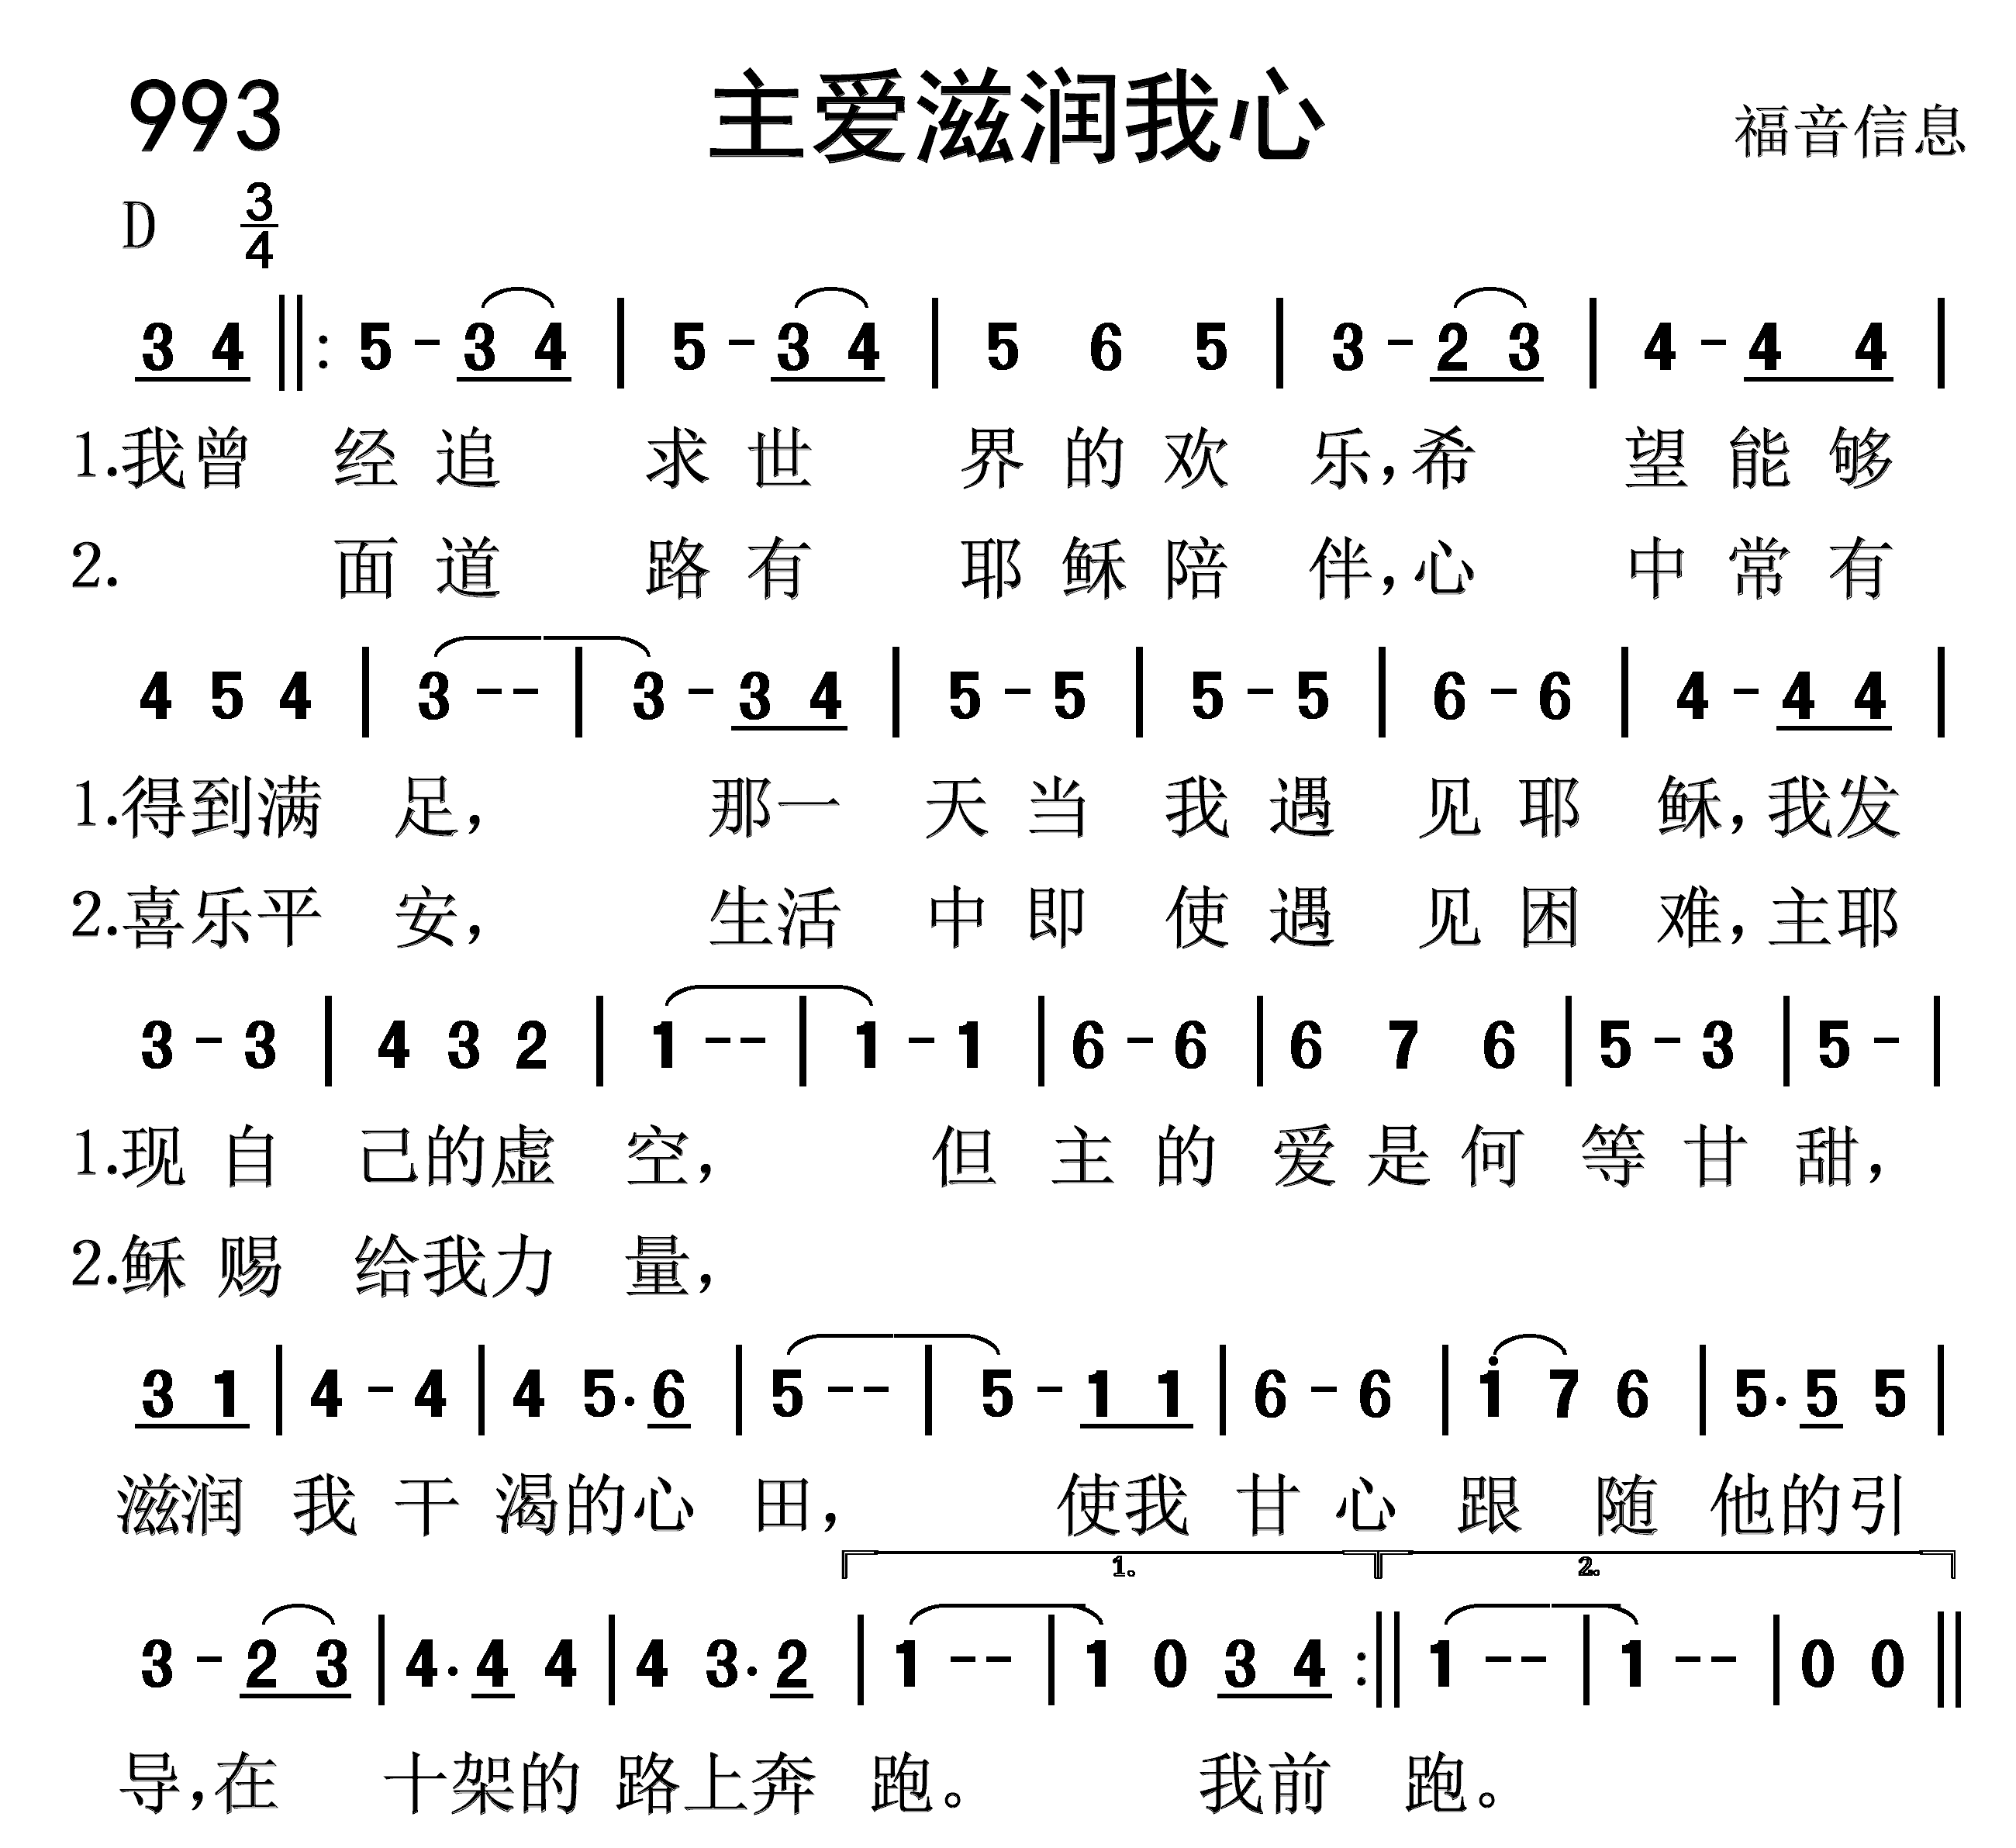 993 主爱滋润我心 福音信息
D 3/4
3 4 ‖: 5 - 3 4 | 5 - 3 4 | 5 6 5 | 3 - 2 3 | 4 - 4 4 |
1.我曾 经 追 求 世 界 的 欢 乐,希 望 能 够
2. 面 道 路 有 耶 稣 陪 伴,心 中 常 有
4 5 4 | 3 - - | 3 - 3 4 | 5 - 5 | 5 - 5 | 6 - 6 | 4 - 4 4 |
1.得到满 足, 那一 天 当 我 遇 见 耶 稣,我发
2.喜乐平 安, 生活 中 即 使 遇 见 困 难,主耶
3 - 3 | 4 3 2 | 1 - - | 1 - 1 | 6 - 6 | 6 7 6 | 5 - 3 | 5 - |
1.现 自 己的虚 空, 但 主 的 爱 是 何 等 甘 甜,
2.稣 赐 给我力 量,
3 1 | 4 - 4 | 4 5. 6 | 5 - - | 5 - 1 1 | 6 - 6 | i 7 6 | 5. 5 5 |
滋润 我 干 渴的心 田, 使我 甘 心 跟 随 他的引
1. 2.
3 - 2 3 | 4. 4 4 | 4 3. 2 | 1 - - | 1 0 3 4 :‖ 1 - - | 1 - - | 0 0 ‖
导,在 十架的 路上奔 跑。 我前 跑。